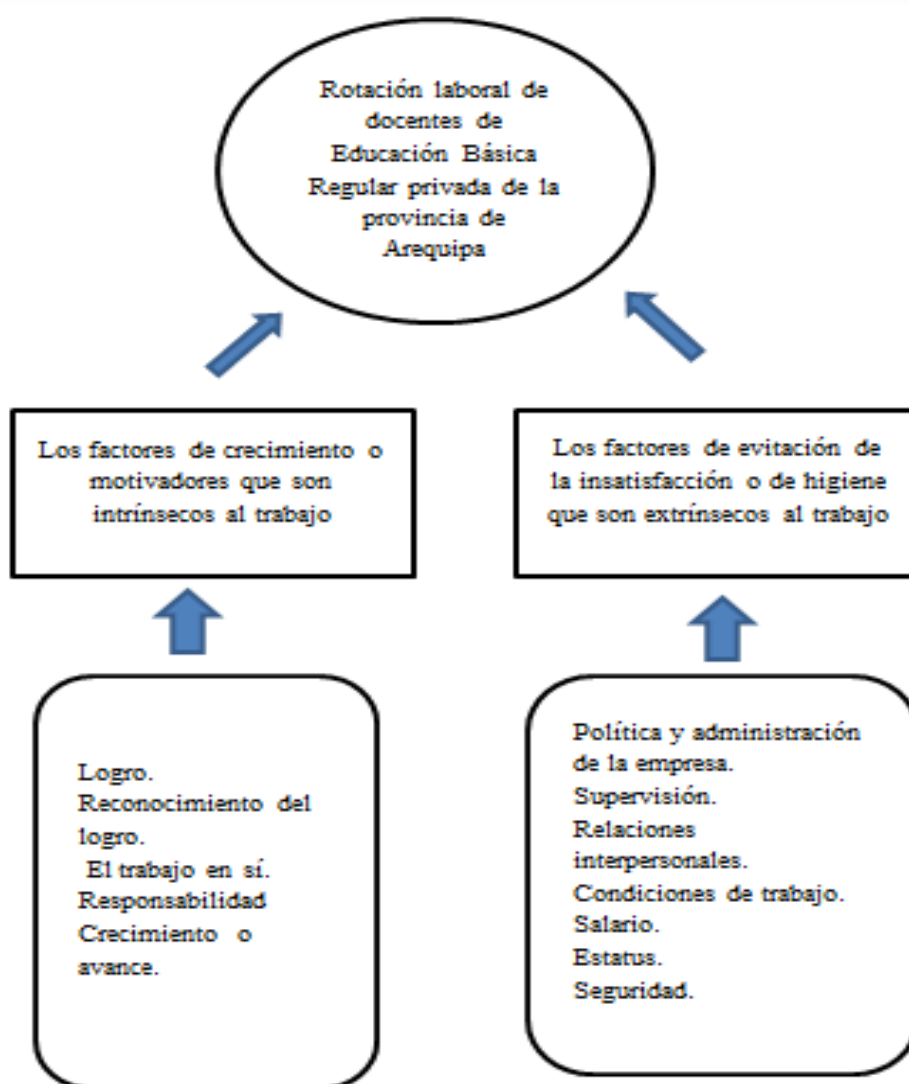 Rotación laboral de
docentes de
Educación Básica
Regular privada de la
provincia de
Arequipa
Los factores de crecimiento o
motivadores que son
intrínsecos al trabajo
Los factores de evitación de
la insatisfacción o de higiene
que son extrínsecos al trabajo
Logro.
Reconocimiento del
logro.
El trabajo en sí.
Responsabilidad
Crecimiento o
avance.
Política y administración
de la empresa.
Supervisión.
Relaciones
interpersonales.
Condiciones de trabajo.
Salario.
Estatus.
Seguridad.